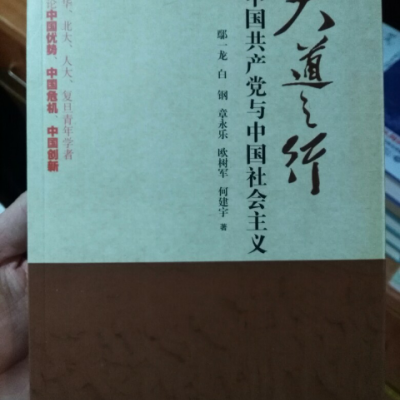 大道之行
中国共产党与中国社会主义
鄢一龙 白 钢 章永乐 欧树军 何建宇 著
华、北大、人大、复旦青年学者
论中国优势、中国危机、中国创新